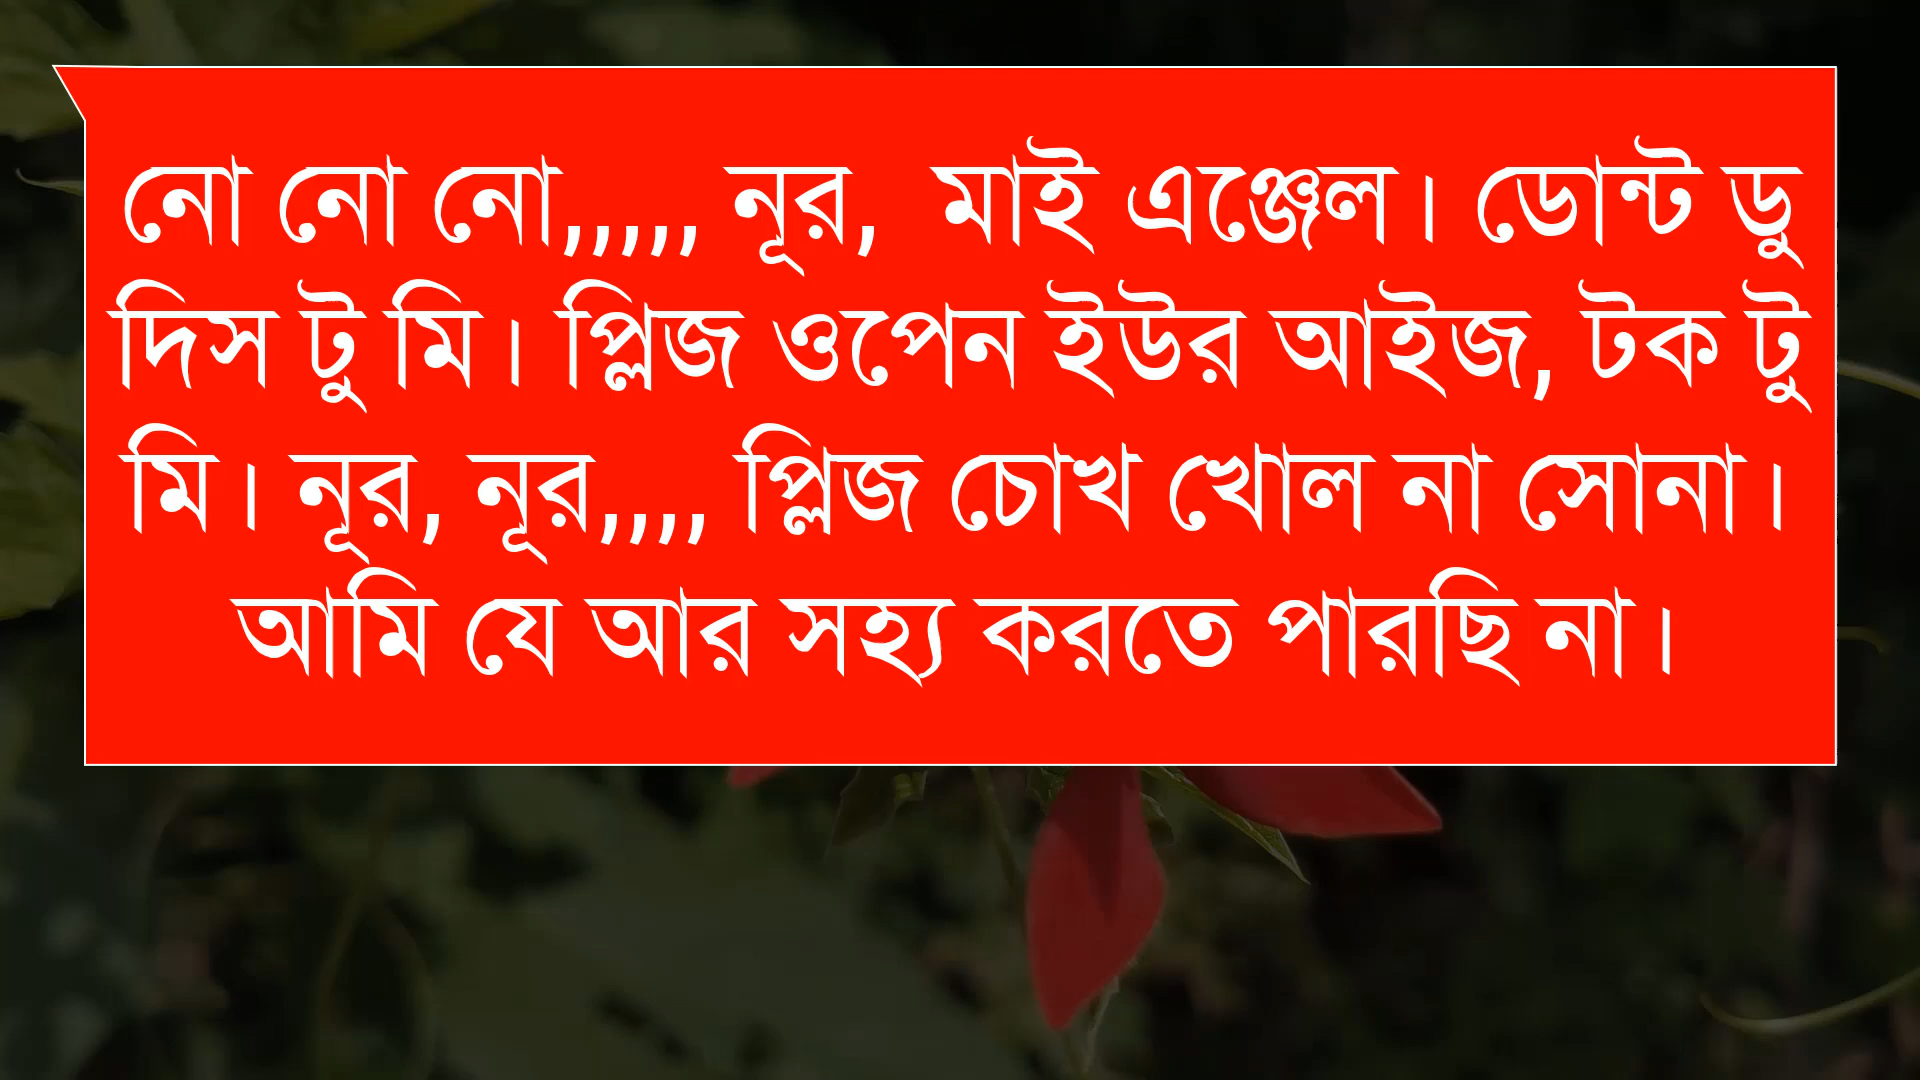 নো নো নো,,,,, নূর,  মাই এঞ্জেল। ডোন্ট ডু
দিস টু মি। প্লিজ ওপেন ইউর আইজ, টক টু
মি। নূর, নূর,,,, প্লিজ চোখ খোল না সোনা।
আমি যে আর সহ্য করতে পারছি না।